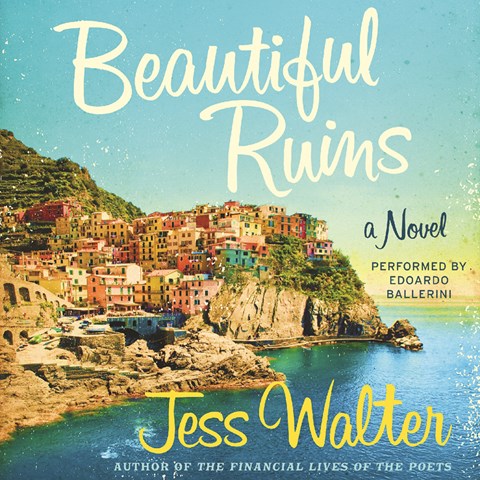 Beautiful
Ruins
a Novel
PERFORMED BY
EDOARDO
BALLERINI
Jess Walter
AUTHOR OF THE FINANCIAL LIVES OF THE POETS